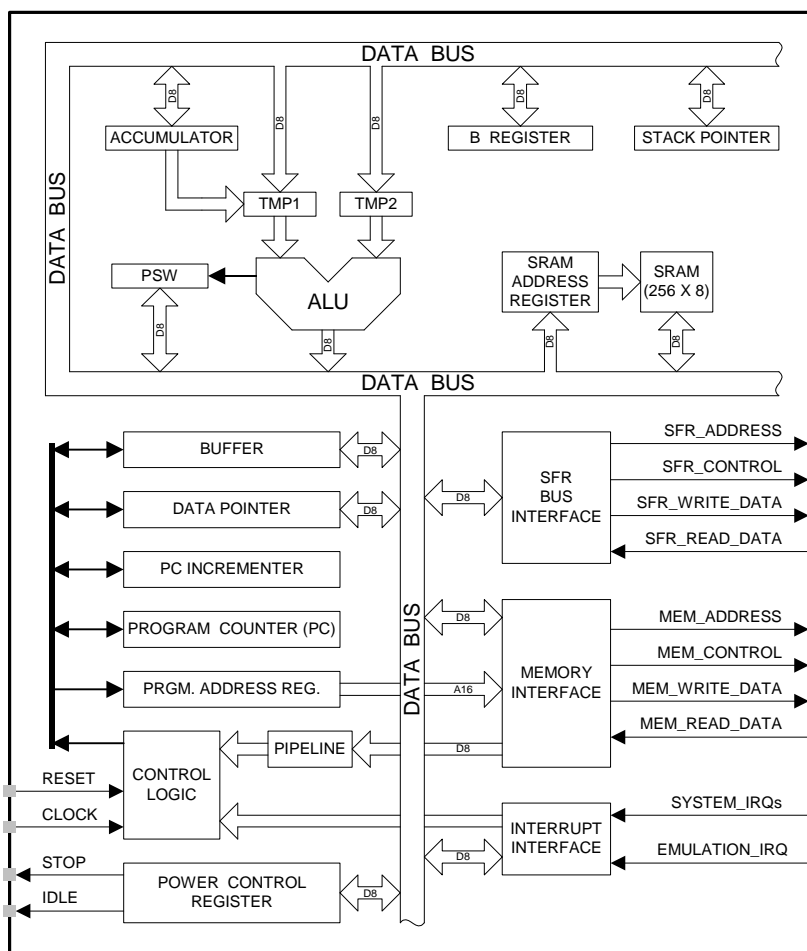 DATA BUS
D8
D8
D8
D8
D8
ACCUMULATOR
B REGISTER
STACK POINTER
DATA BUS
TMP1
TMP2
PSW
ALU
SRAM
ADDRESS
REGISTER
SRAM
(256 X 8)
D8
D8
D8
D8
DATA BUS
BUFFER
D8
DATA POINTER
D8
PC INCREMENTER
PROGRAM COUNTER (PC)
PRGM. ADDRESS REG.
A16
DATA BUS
D8
SFR
BUS
INTERFACE
SFR_ADDRESS
SFR_CONTROL
SFR_WRITE_DATA
SFR_READ_DATA
D8
MEMORY
INTERFACE
MEM_ADDRESS
MEM_CONTROL
MEM_WRITE_DATA
MEM_READ_DATA
CONTROL
LOGIC
PIPELINE
D8
RESET
CLOCK
D8
INTERRUPT
INTERFACE
SYSTEM_IRQs
EMULATION_IRQ
STOP
IDLE
POWER CONTROL
REGISTER
D8